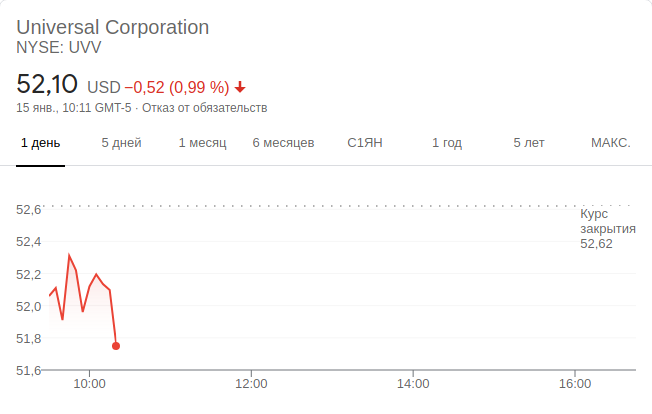 Universal Corporation
NYSE: UVV
52,10 USD −0,52 (0,99 %)
15 янв., 10:11 GMT-5 · Отказ от обязательств
1 день 5 дней 1 месяц 6 месяцев С1ЯН 1 год 5 лет МАКС.
52,6
Курс
закрытия
52,62
52,4
52,2
52,0
51,8
51,6
10:00 12:00 14:00 16:00